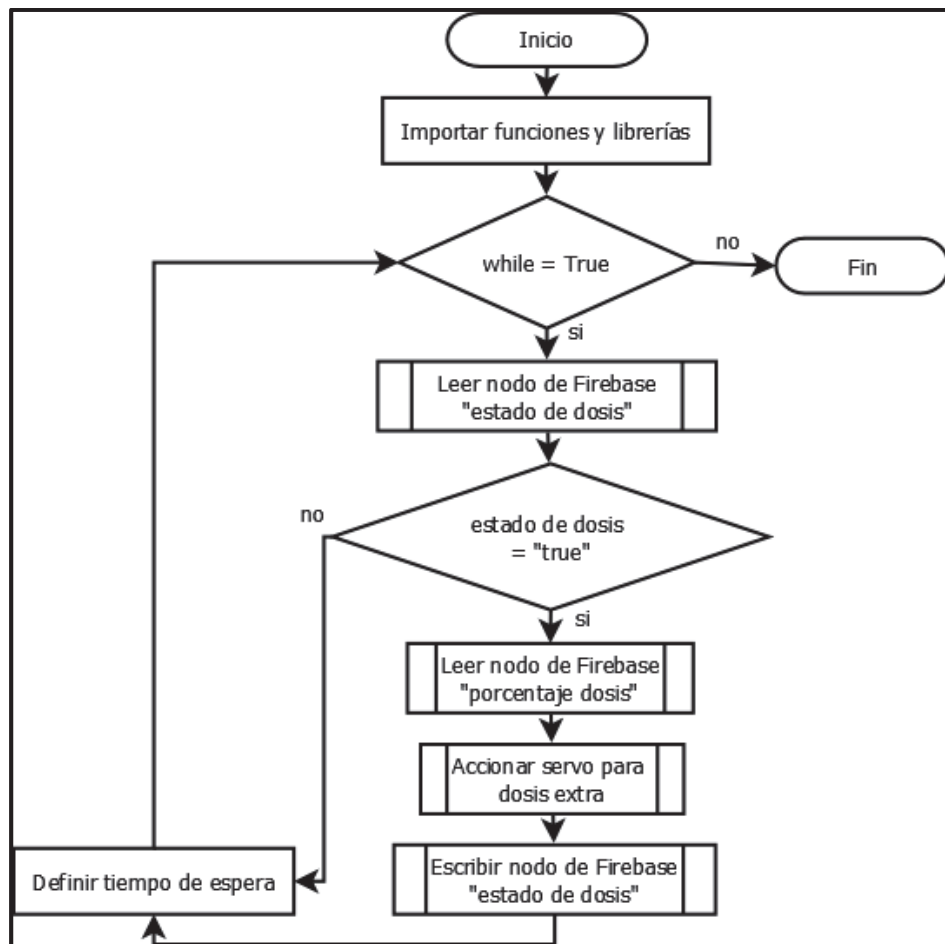 Inicio
Importar funciones y librerías
while = True
no
Fin
si
Leer nodo de Firebase
"estado de dosis"
no
estado de dosis
= "true"
si
Leer nodo de Firebase
"porcentaje dosis"
Accionar servo para
dosis extra
Definir tiempo de espera
Escribir nodo de Firebase
"estado de dosis"